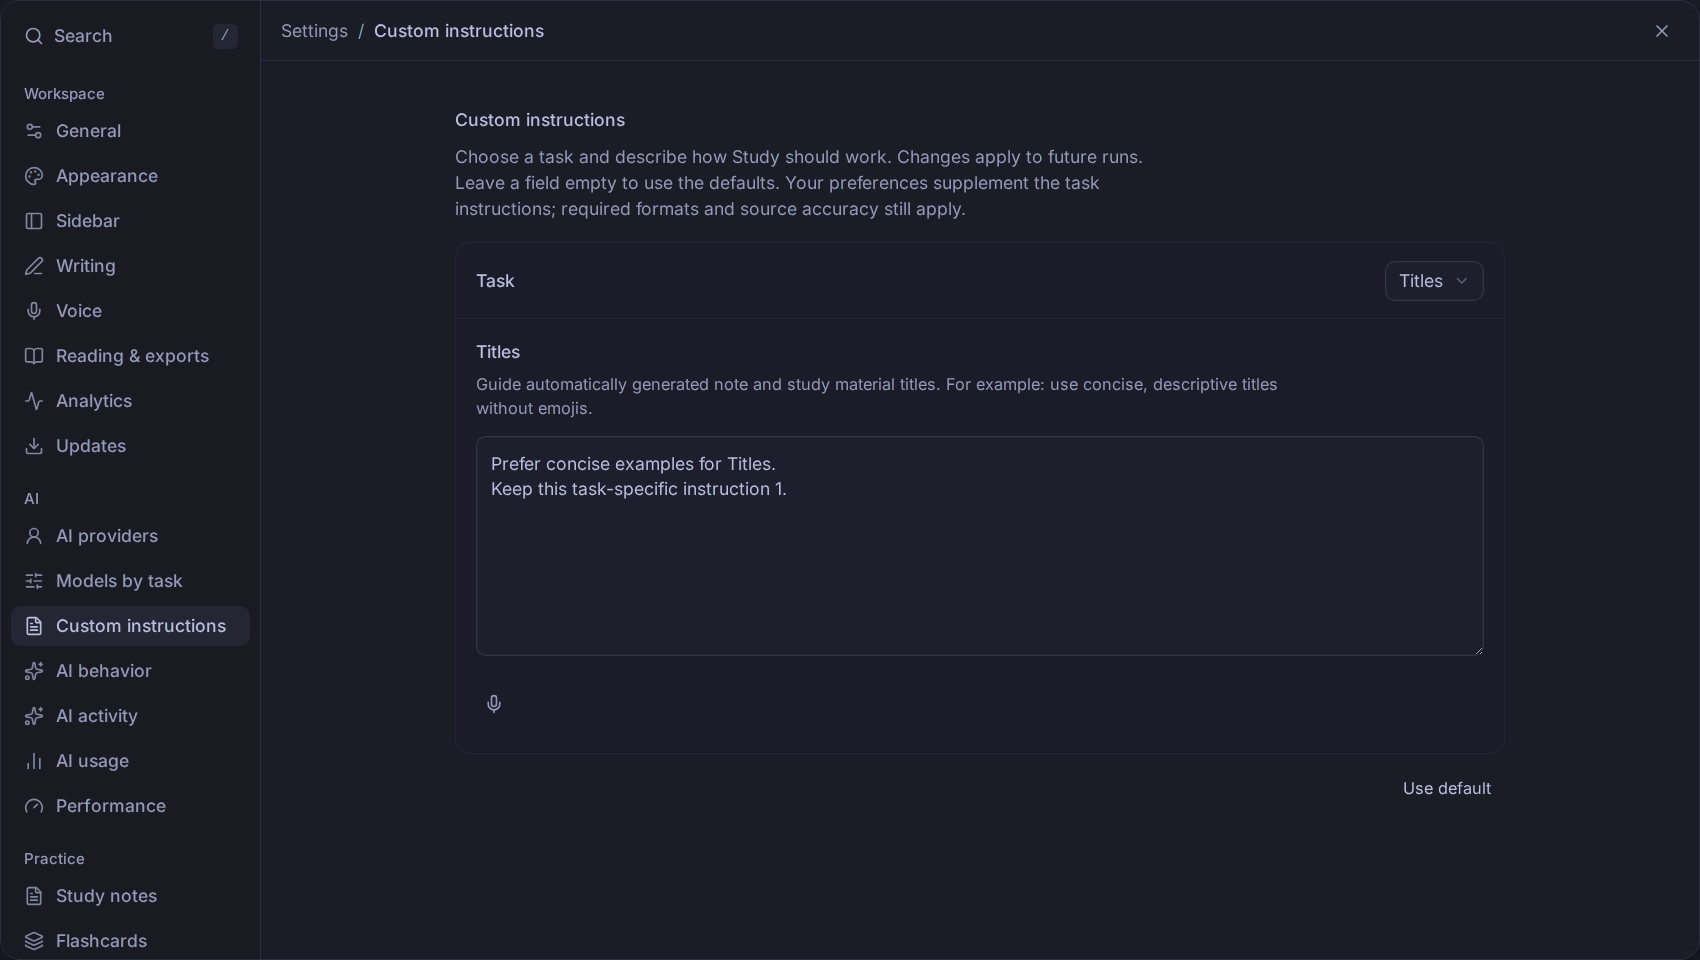 Search
/
Workspace
General
Appearance
Sidebar
Writing
Voice
Reading & exports
Analytics
Updates
AI
AI providers
Models by task
Custom instructions
AI behavior
AI activity
AI usage
Performance
Practice
Study notes
Flashcards
Settings / Custom instructions
Custom instructions
Choose a task and describe how Study should work. Changes apply to future runs.
Leave a field empty to use the defaults. Your preferences supplement the task
instructions; required formats and source accuracy still apply.
Task
Titles
Titles
Guide automatically generated note and study material titles. For example: use concise, descriptive titles
without emojis.
Prefer concise examples for Titles.
Keep this task-specific instruction 1.
Use default